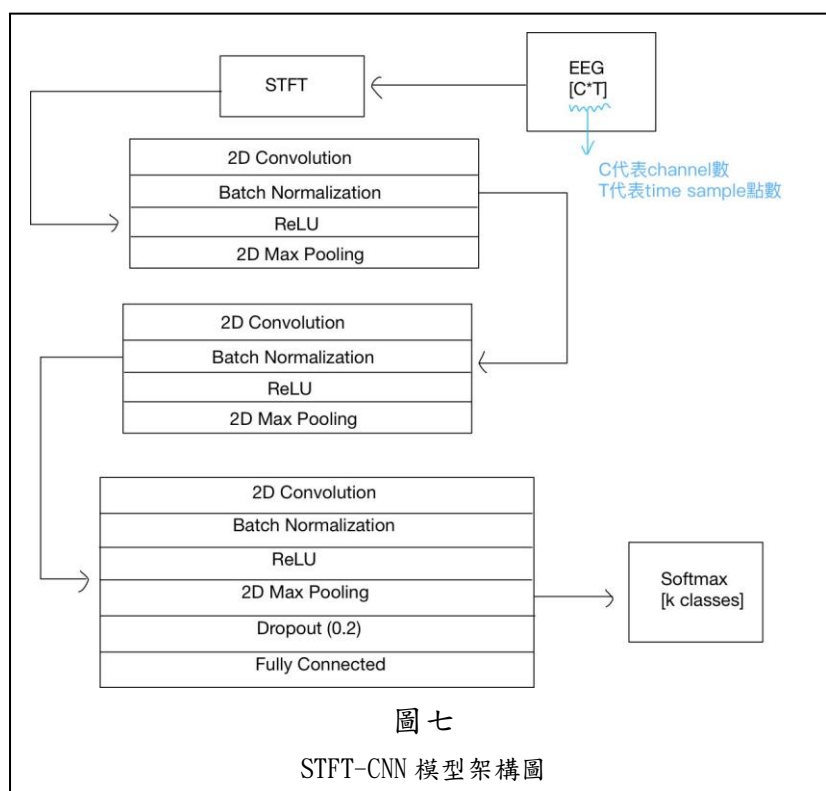 EEG
[C*T]
C代表channel數
T代表time sample點數
STFT
2D Convolution
Batch Normalization
ReLU
2D Max Pooling
2D Convolution
Batch Normalization
ReLU
2D Max Pooling
2D Convolution
Batch Normalization
ReLU
2D Max Pooling
Dropout (0.2)
Fully Connected
Softmax
[k classes]
圖七
STFT-CNN 模型架構圖